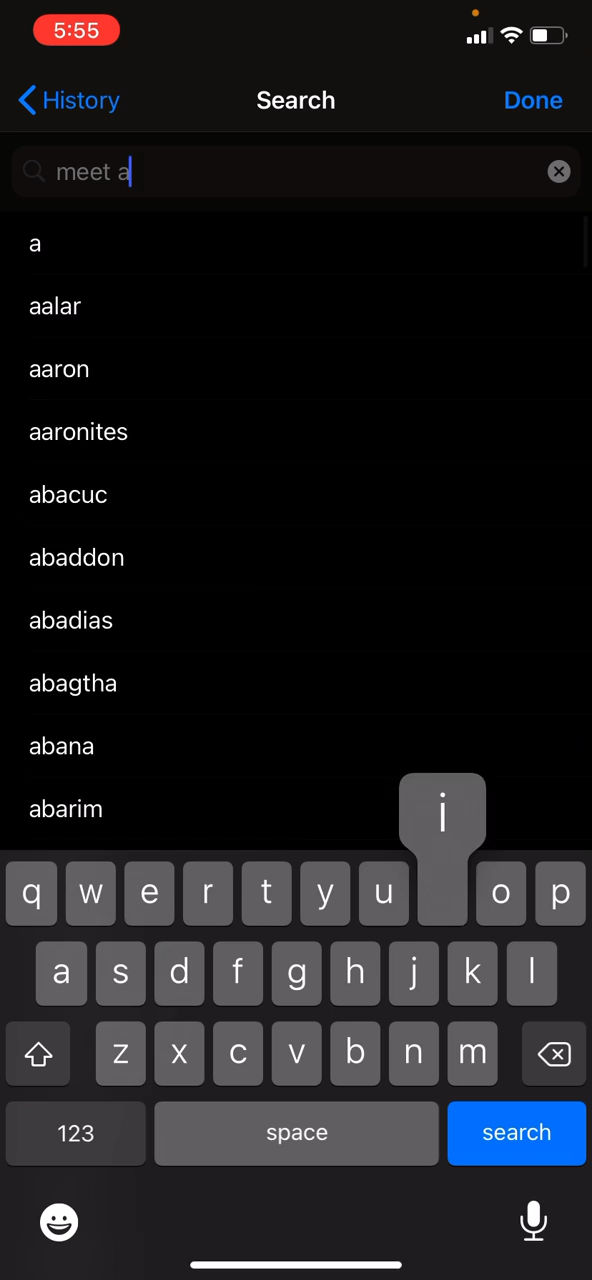 5:55
History Search Done
meet a
a
aalar
aaron
aaronites
abacuc
abaddon
abadias
abagtha
abana
abarim
i
q w e r t y u o p
a s d f g h j k l
z x c v b n m
123 space search